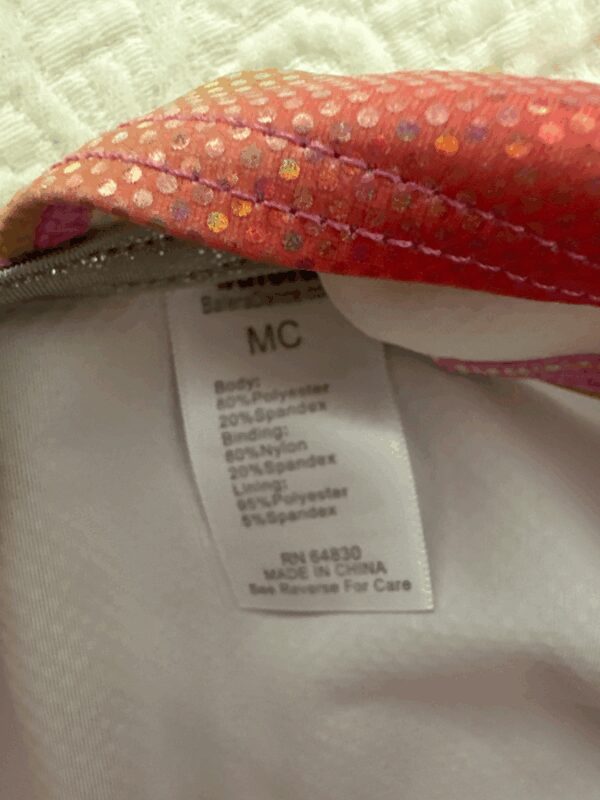 MC
Body:
80%Polyester
20%Spandex
Binding:
80%Nylon
20%Spandex
Lining:
95%Polyester
5%Spandex
RN 64830
MADE IN CHINA
See Reverse For Care